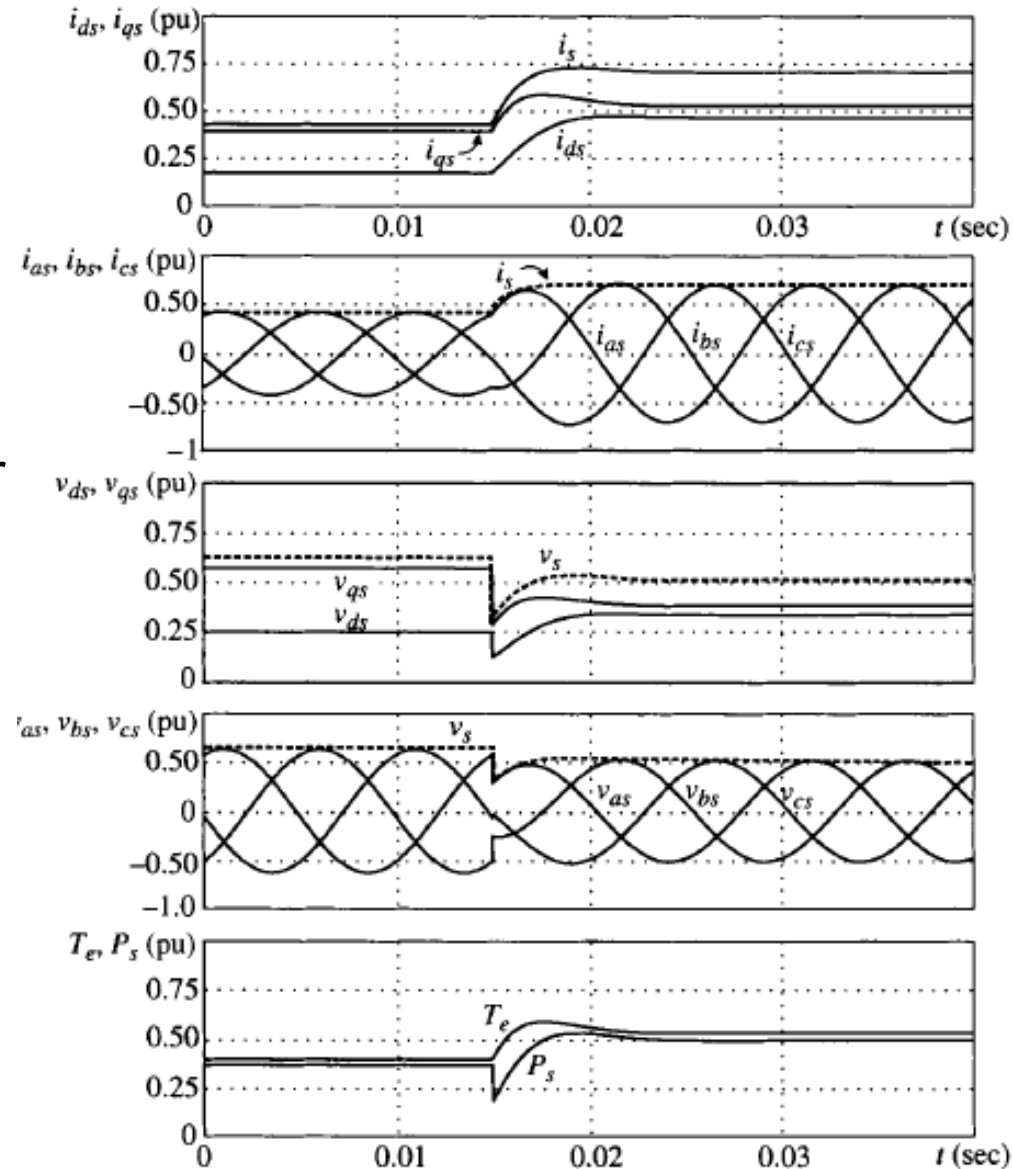 i_ds, i_qs (pu)
0.75
0.50
0.25
0
i_s
i_qs
i_ds
0 0.01 0.02 0.03 t (sec)
i_as, i_bs, i_cs (pu)
0.50
0
–0.50
–1
i_s
i_as i_bs i_cs
v_ds, v_qs (pu)
0.75
0.50
0.25
0
v_s
v_qs
v_ds
as, v_bs, v_cs (pu)
0.50
0
–0.50
–1.0
v_s
v_as v_bs v_cs
T_e, P_s (pu)
0.75
0.50
0.25
0
T_e
P_s
0 0.01 0.02 0.03 t (sec)